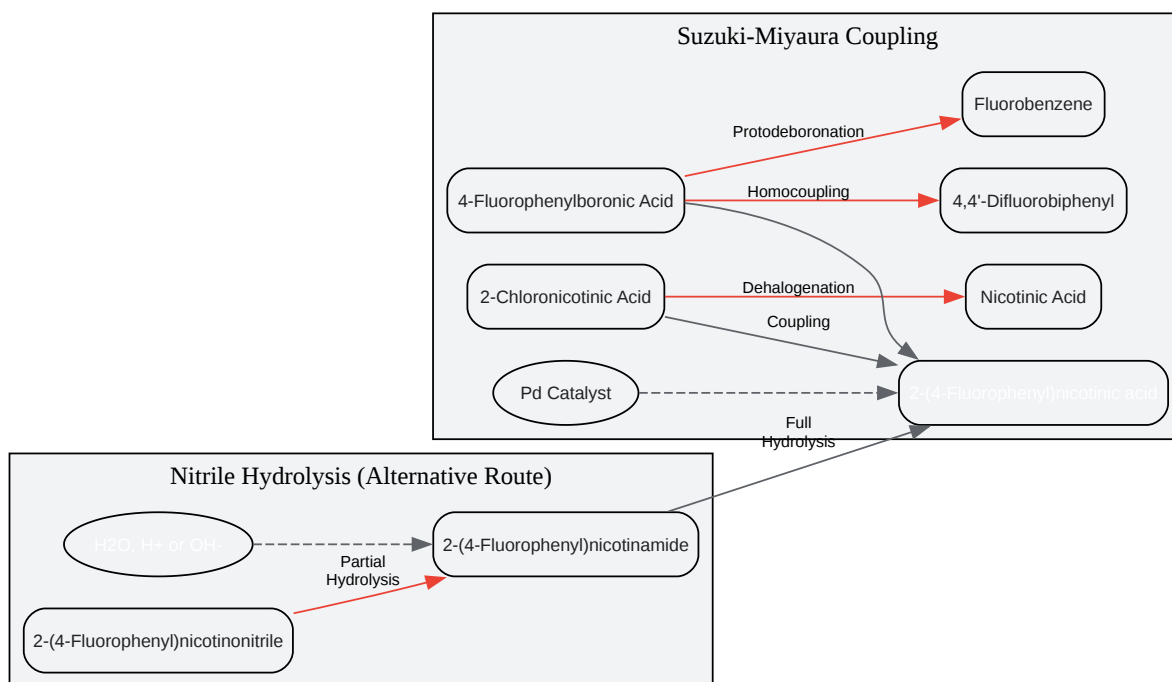 Suzuki-Miyaura Coupling
Fluorobenzene
Protodeboronation
4-Fluorophenylboronic Acid
Homocoupling
4,4'-Difluorobiphenyl
2-Chloronicotinic Acid
Dehalogenation
Nicotinic Acid
Coupling
Pd Catalyst
2-(4-Fluorophenyl)nicotinic acid
Full
Hydrolysis
Nitrile Hydrolysis (Alternative Route)
H2O, H+ or OH-
2-(4-Fluorophenyl)nicotinamide
Partial
Hydrolysis
2-(4-Fluorophenyl)nicotinonitrile